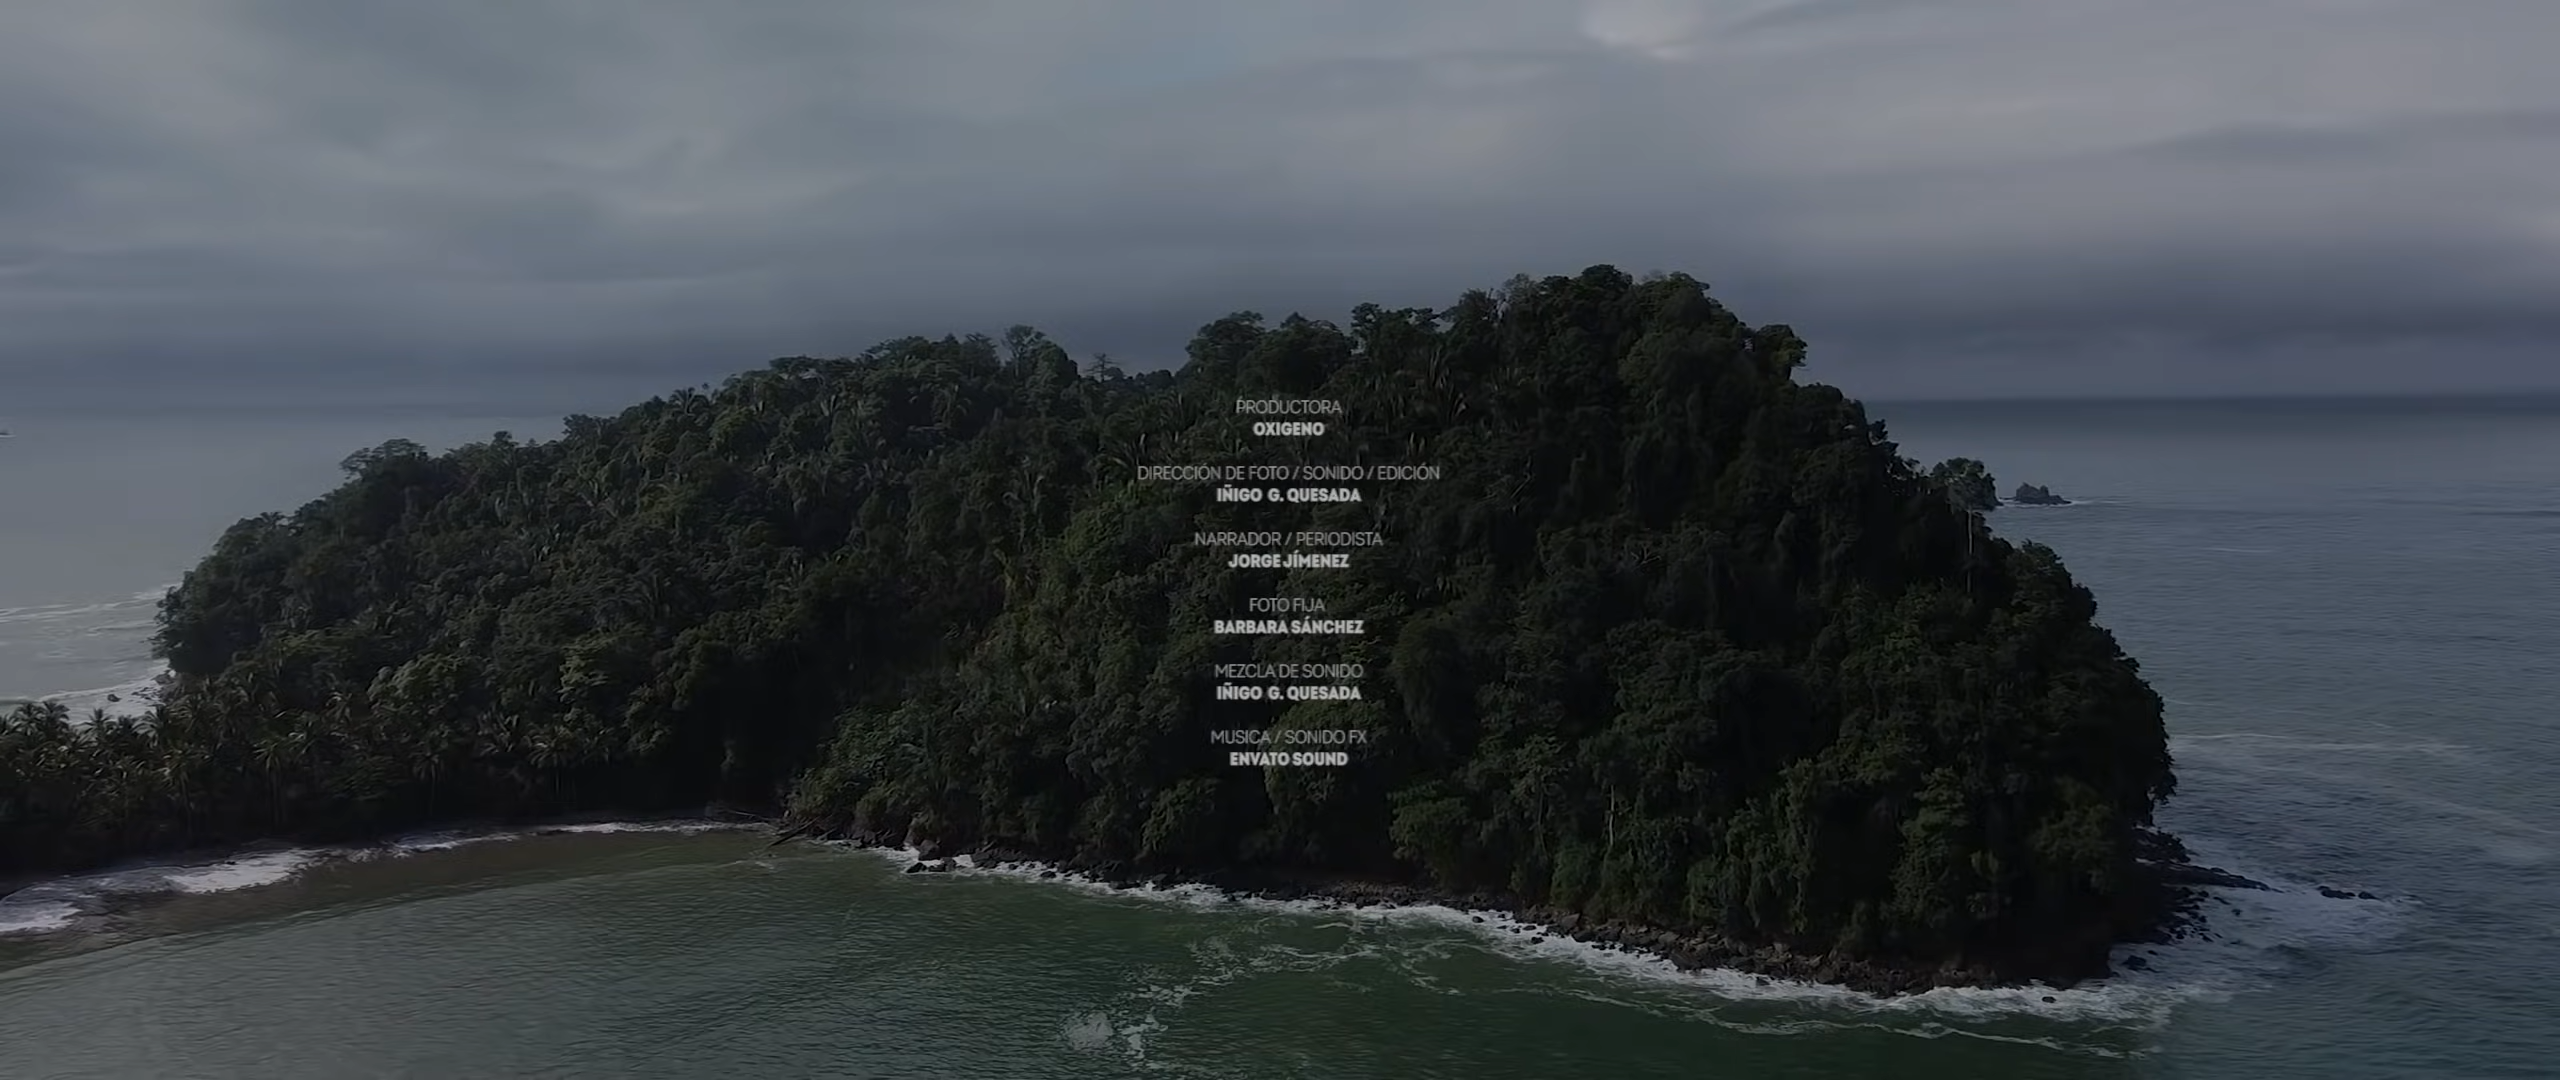 PRODUCTORA
OXIGENO
DIRECCIÓN DE FOTO / SONIDO / EDICIÓN
IÑIGO G. QUESADA
NARRADOR / PERIODISTA
JORGE JÍMENEZ
FOTO FIJA
BARBARA SÁNCHEZ
MEZCLA DE SONIDO
IÑIGO G. QUESADA
MUSICA / SONIDO FX
ENVATO SOUND